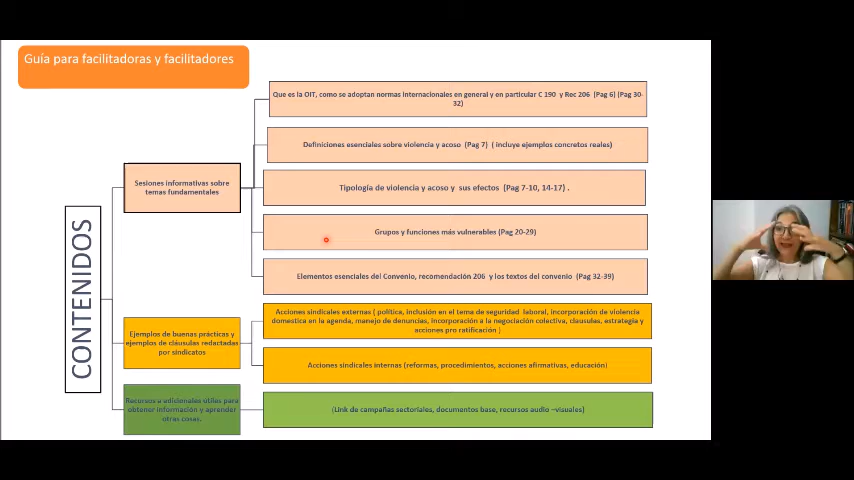 Guía para facilitadoras y facilitadores
CONTENIDOS
Sesiones informativas sobre
temas fundamentales
Que es la OIT, como se adoptan normas internacionales en general y en particular C 190 y Rec 206 (Pag 6) (Pag 30-
32)
Definiciones esenciales sobre violencia y acoso (Pag 7) ( incluye ejemplos concretos reales)
Tipología de violencia y acoso y sus efectos (Pag 7-10, 14-17) .
Grupos y funciones más vulnerables (Pag 20-29)
Elementos esenciales del Convenio, recomendación 206 y los textos del convenio (Pag 32-39)
Ejemplos de buenas prácticas y
ejemplos de cláusulas redactadas
por sindicatos
Acciones sindicales externas ( política, inclusión en el tema de seguridad laboral, incorporación de violencia
domestica en la agenda, manejo de denuncias, incorporación a la negociación colectiva, clausulas, estrategia y
acciones pro ratificación )
Acciones sindicales internas (reformas, procedimientos, acciones afirmativas, educación)
Recursos a adicionales útiles para
obtener información y aprender
otras cosas.
(Link de campañas sectoriales, documentos base, recursos audio –visuales)